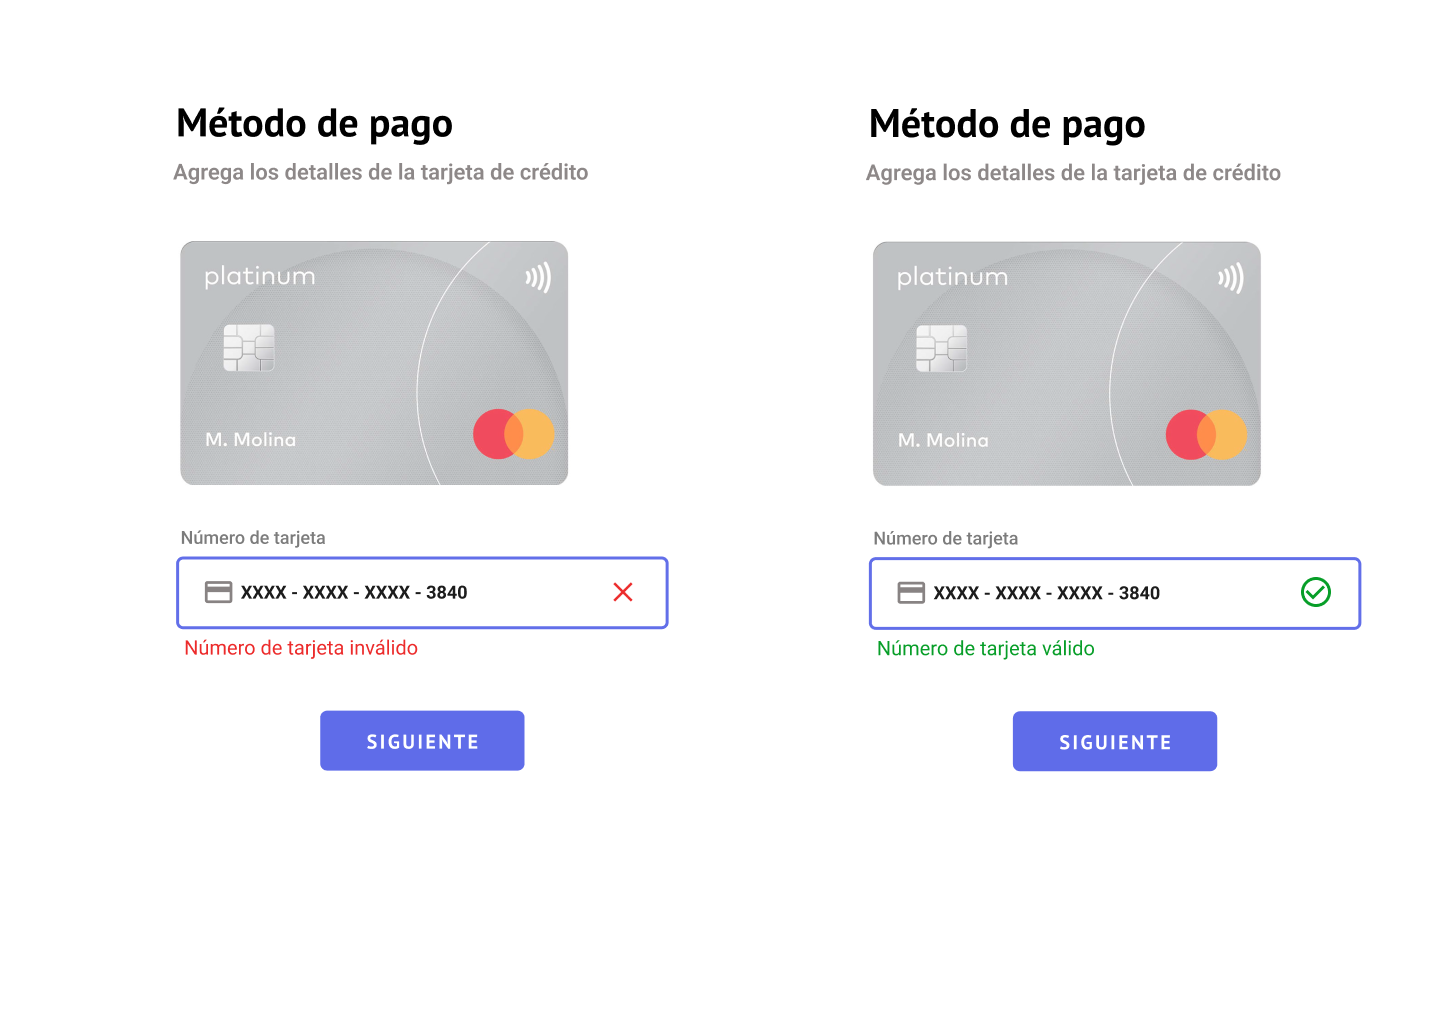 Método de pago
Agrega los detalles de la tarjeta de crédito
platinum
M. Molina
Número de tarjeta
XXXX - XXXX - XXXX - 3840
Número de tarjeta inválido
SIGUIENTE
Método de pago
Agrega los detalles de la tarjeta de crédito
platinum
M. Molina
Número de tarjeta
XXXX - XXXX - XXXX - 3840
Número de tarjeta válido
SIGUIENTE